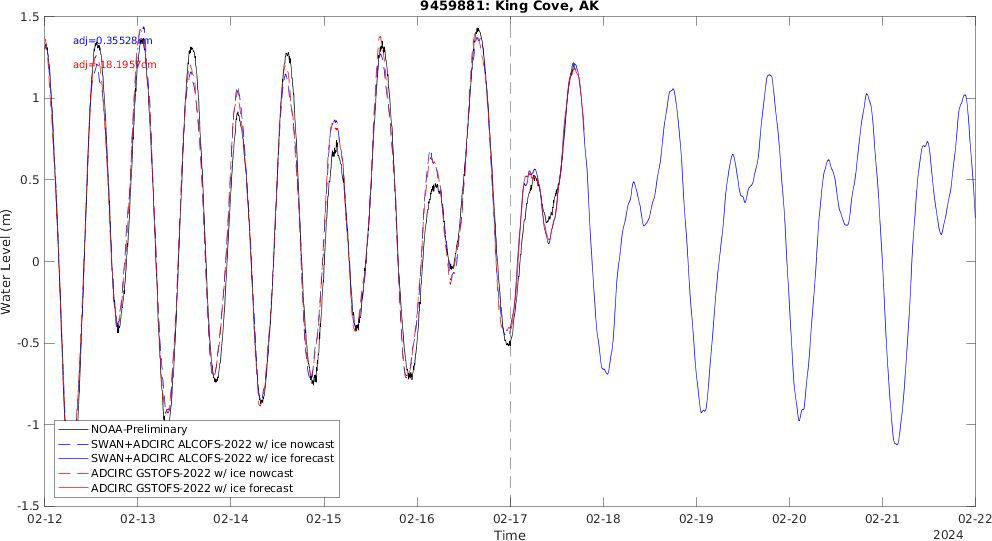 9459881: King Cove, AK
1.5
adj=0.35528cm
adj=-18.1957cm
1
0.5
0
-0.5
-1
-1.5
Water Level (m)
NOAA-Preliminary
SWAN+ADCIRC ALCOFS-2022 w/ ice nowcast
SWAN+ADCIRC ALCOFS-2022 w/ ice forecast
ADCIRC GSTOFS-2022 w/ ice nowcast
ADCIRC GSTOFS-2022 w/ ice forecast
02-12 02-13 02-14 02-15 02-16 02-17 02-18 02-19 02-20 02-21 02-22
Time
2024